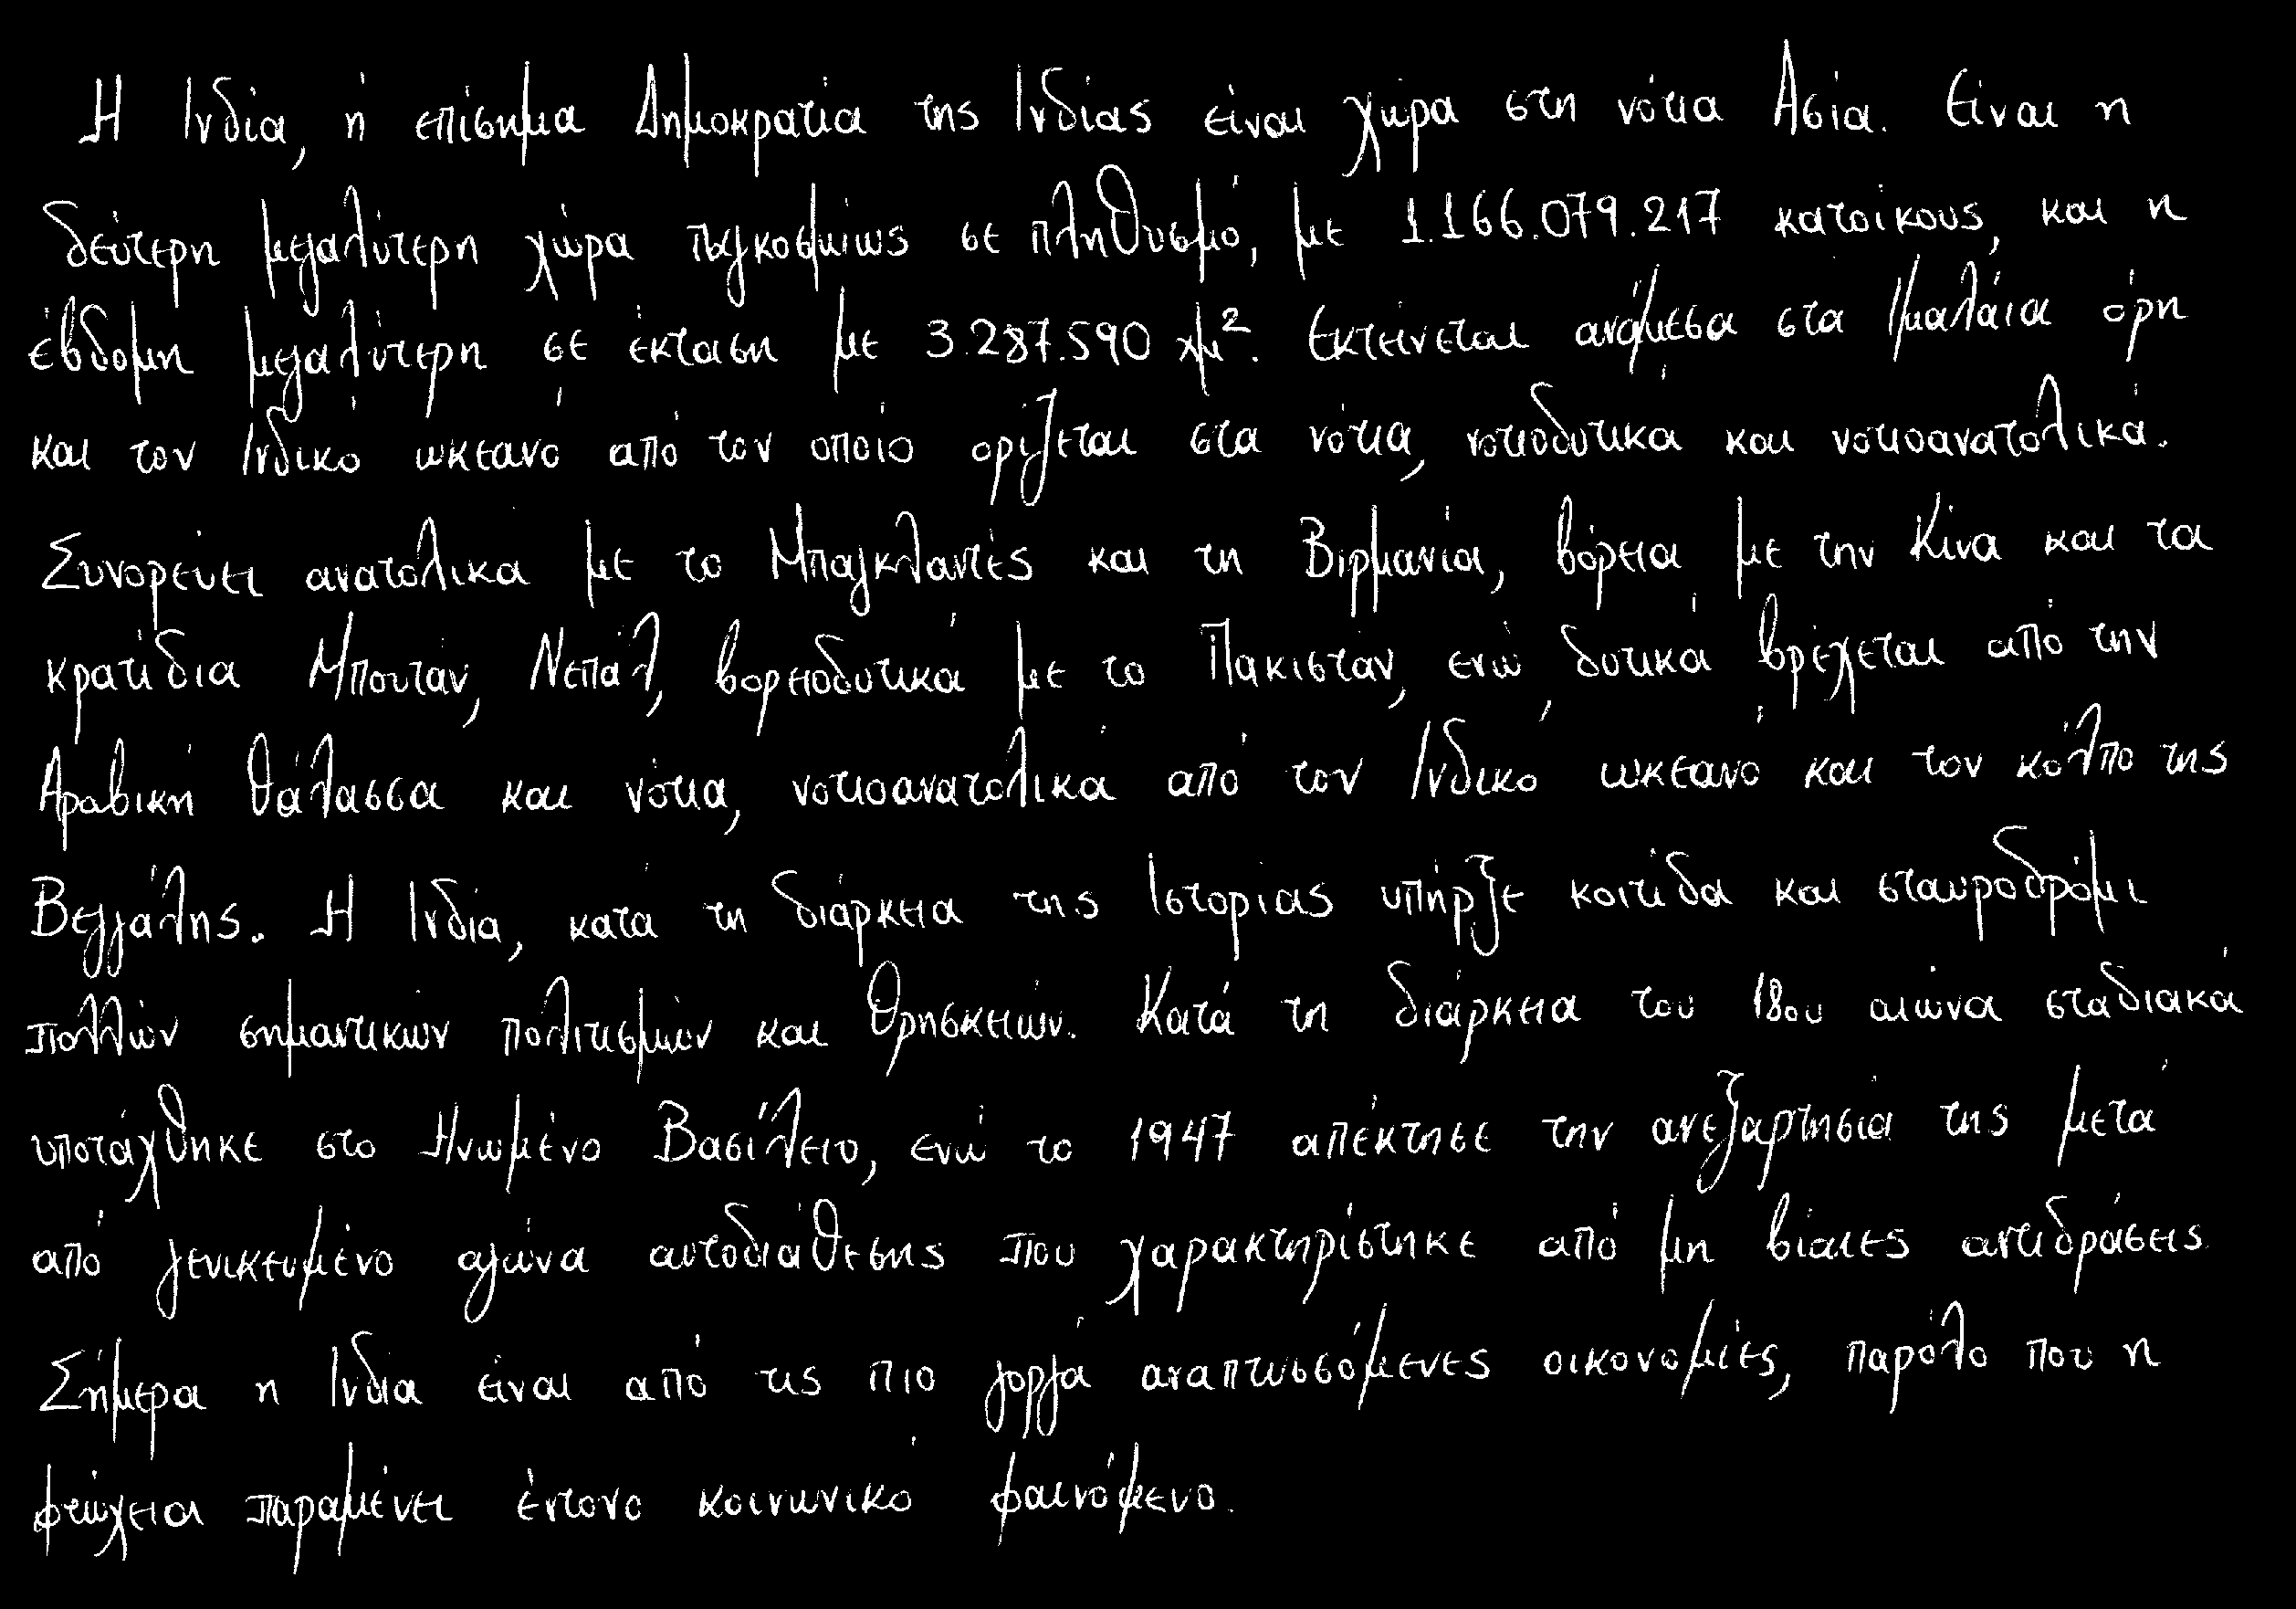 Η Ινδία, ή επίσημα Δημοκρατία της Ινδίας είναι χώρα στη νότια Ασία. Είναι η
δεύτερη μεγαλύτερη χώρα παγκοσμίως σε πληθυσμό, με 1.166.079.217 κατοίκους, και η
έβδομη μεγαλύτερη σε έκταση με 3.287.590 χμ². Εκτείνεται ανάμεσα στα Ιμαλάια όρη
και τον Ινδικό ωκεανό από τον οποίο ορίζεται στα νότια, νοτιοδυτικά και νοτιοανατολικά.
Συνορεύει ανατολικά με το Μπαγκλαντές και τη Βιρμανία, βόρεια με την Κίνα και τα
κρατίδια Μπουτάν, Νεπάλ, βορειοδυτικά με το Πακιστάν, ενώ δυτικά βρέχεται από την
Αραβική θάλασσα και νότια, νοτιοανατολικά από τον Ινδικό ωκεανό και τον κόλπο της
Βεγγάλης. Η Ινδία, κατά τη διάρκεια της Ιστορίας υπήρξε κοιτίδα και σταυροδρόμι
πολλών σημαντικών πολιτισμών και θρησκειών. Κατά τη διάρκεια του 18ου αιώνα σταδιακά
υποτάχθηκε στο Ηνωμένο Βασίλειο, ενώ το 1947 απέκτησε την ανεξαρτησία της μετά
από γενικευμένο αγώνα αυτοδιάθεσης που χαρακτηρίστηκε από μη βίαιες αντιδράσεις.
Σήμερα η Ινδία είναι από τις πιο γοργά αναπτυσσόμενες οικονομίες, παρόλο που η
φτώχεια παραμένει έντονο κοινωνικό φαινόμενο.